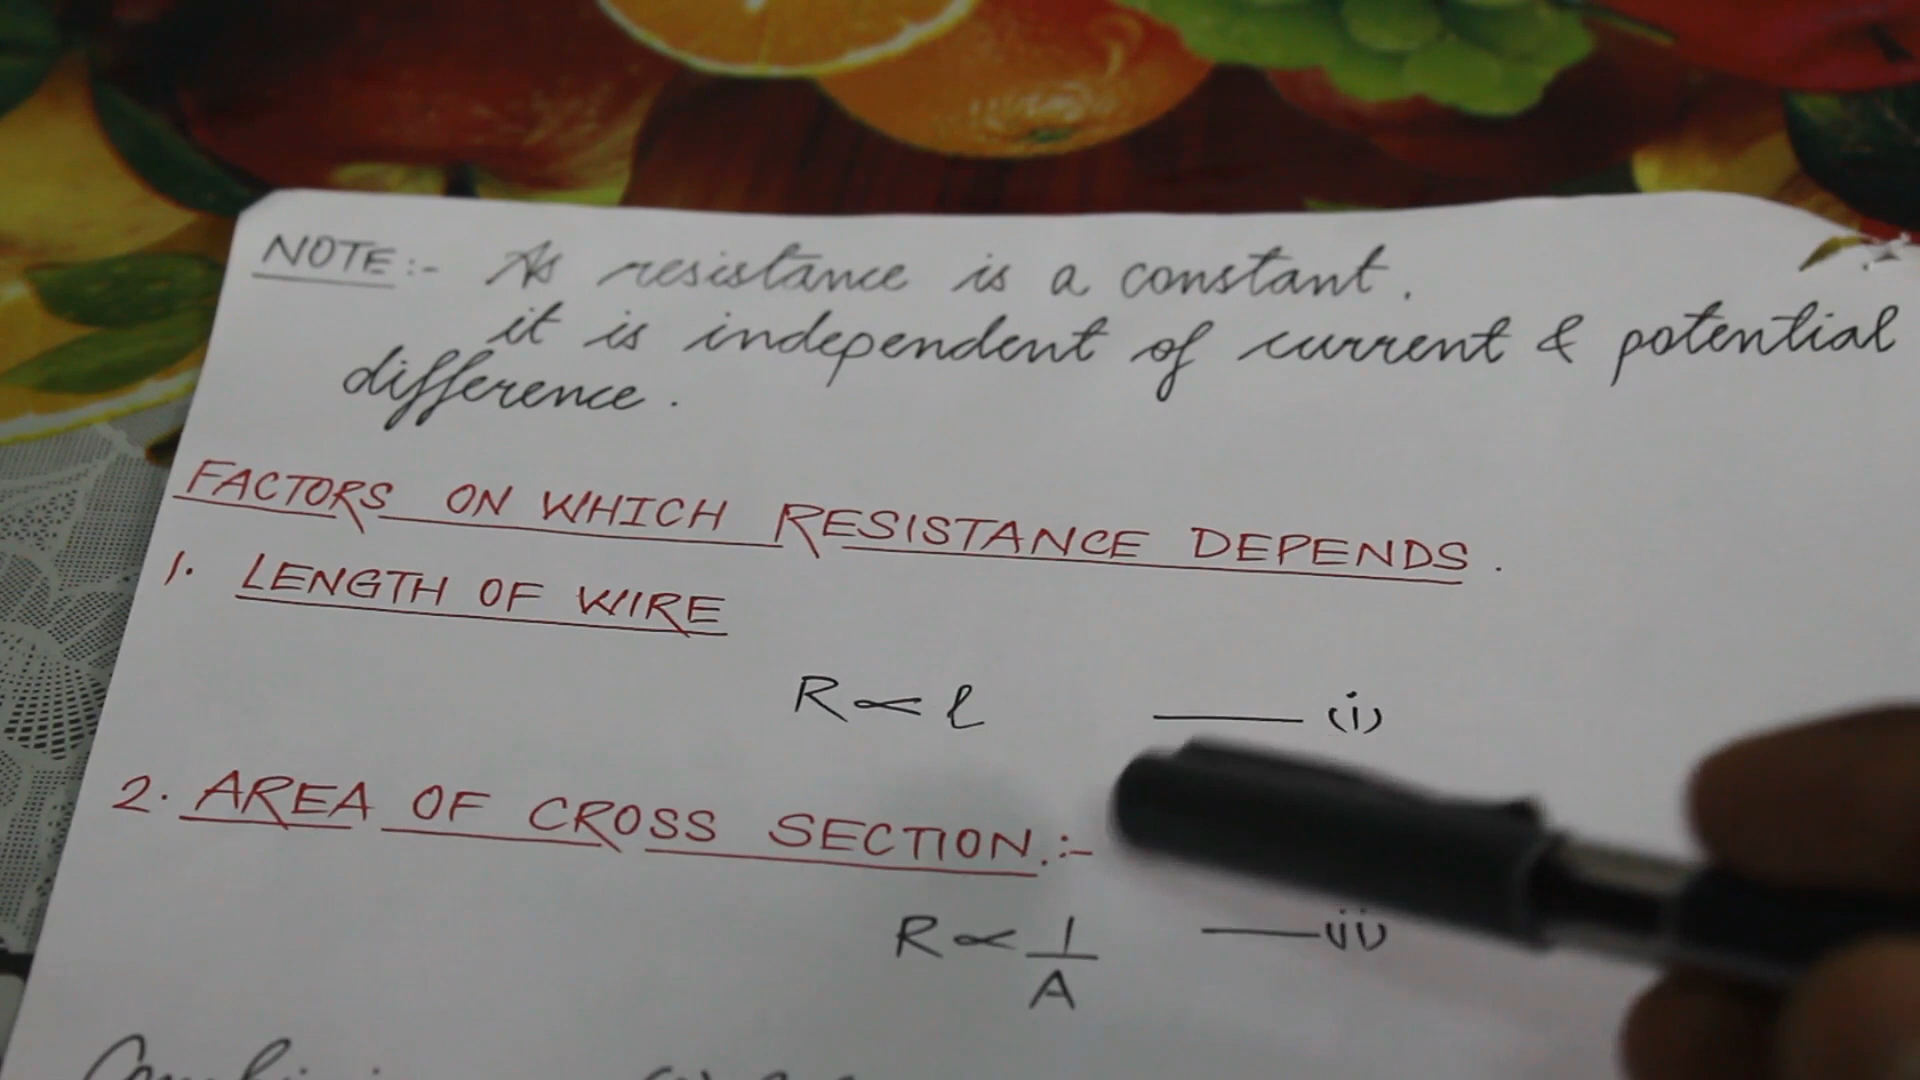 NOTE:- As resistance is a constant.
it is independent of current & potential
difference.
FACTORS ON WHICH RESISTANCE DEPENDS.
1. LENGTH OF WIRE
R ∝ l —— (i)
2. AREA OF CROSS SECTION.:-
R ∝ 1/A —— (ii)